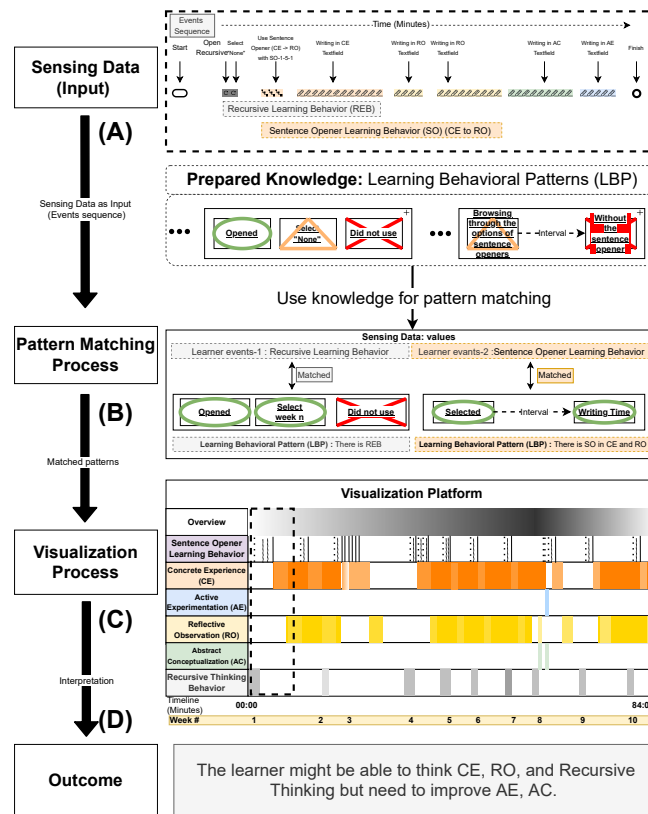 Events
Sequence
Time (Minutes)
Start
Open
Recursive
Select
"None"
Use Sentence
Opener (CE -> RO)
with SO-1-5-1
Writing in CE
Textfield
Writing in RO
Textfield
Writing in RO
Textfield
Writing in AC
Textfield
Writing in AE
Textfield
Finish
Recursive Learning Behavior (REB)
Sentence Opener Learning Behavior (SO) (CE to RO)
Sensing Data
(Input)
(A)
Sensing Data as Input
(Events sequence)
Prepared Knowledge: Learning Behavioral Patterns (LBP)
Opened
Select
"None"
Did not use
+
Browsing
through the
options of
sentence
openers
Interval
Without
the
sentence
opener
+
Use knowledge for pattern matching
Pattern Matching
Process
(B)
Matched patterns
Sensing Data: values
Learner events-1 : Recursive Learning Behavior
Learner evants-2 :Sentence Opener Learning Behavior
Matched
Matched
Opened
Select
week n
Did not use
Selected
Interval
Writing Time
Learning Behavioral Pattern (LBP) : There is REB
Learning Behavioral Pattern (LBP) : There is SO in CE and RO
Visualization
Process
(C)
Interpretation
Visualization Platform
Overview
Sentence Opener
Learning Behavior
Concrete Experience
(CE)
Active
Experimentation (AE)
Reflective
Observation (RO)
Abstract
Conceptualization (AC)
Recursive Thinking
Behavior
Timeline
(Minutes)
00:00
84:0
Week #
1 2 3 4 5 6 7 8 9 10
(D)
Outcome
The learner might be able to think CE, RO, and Recursive
Thinking but need to improve AE, AC.